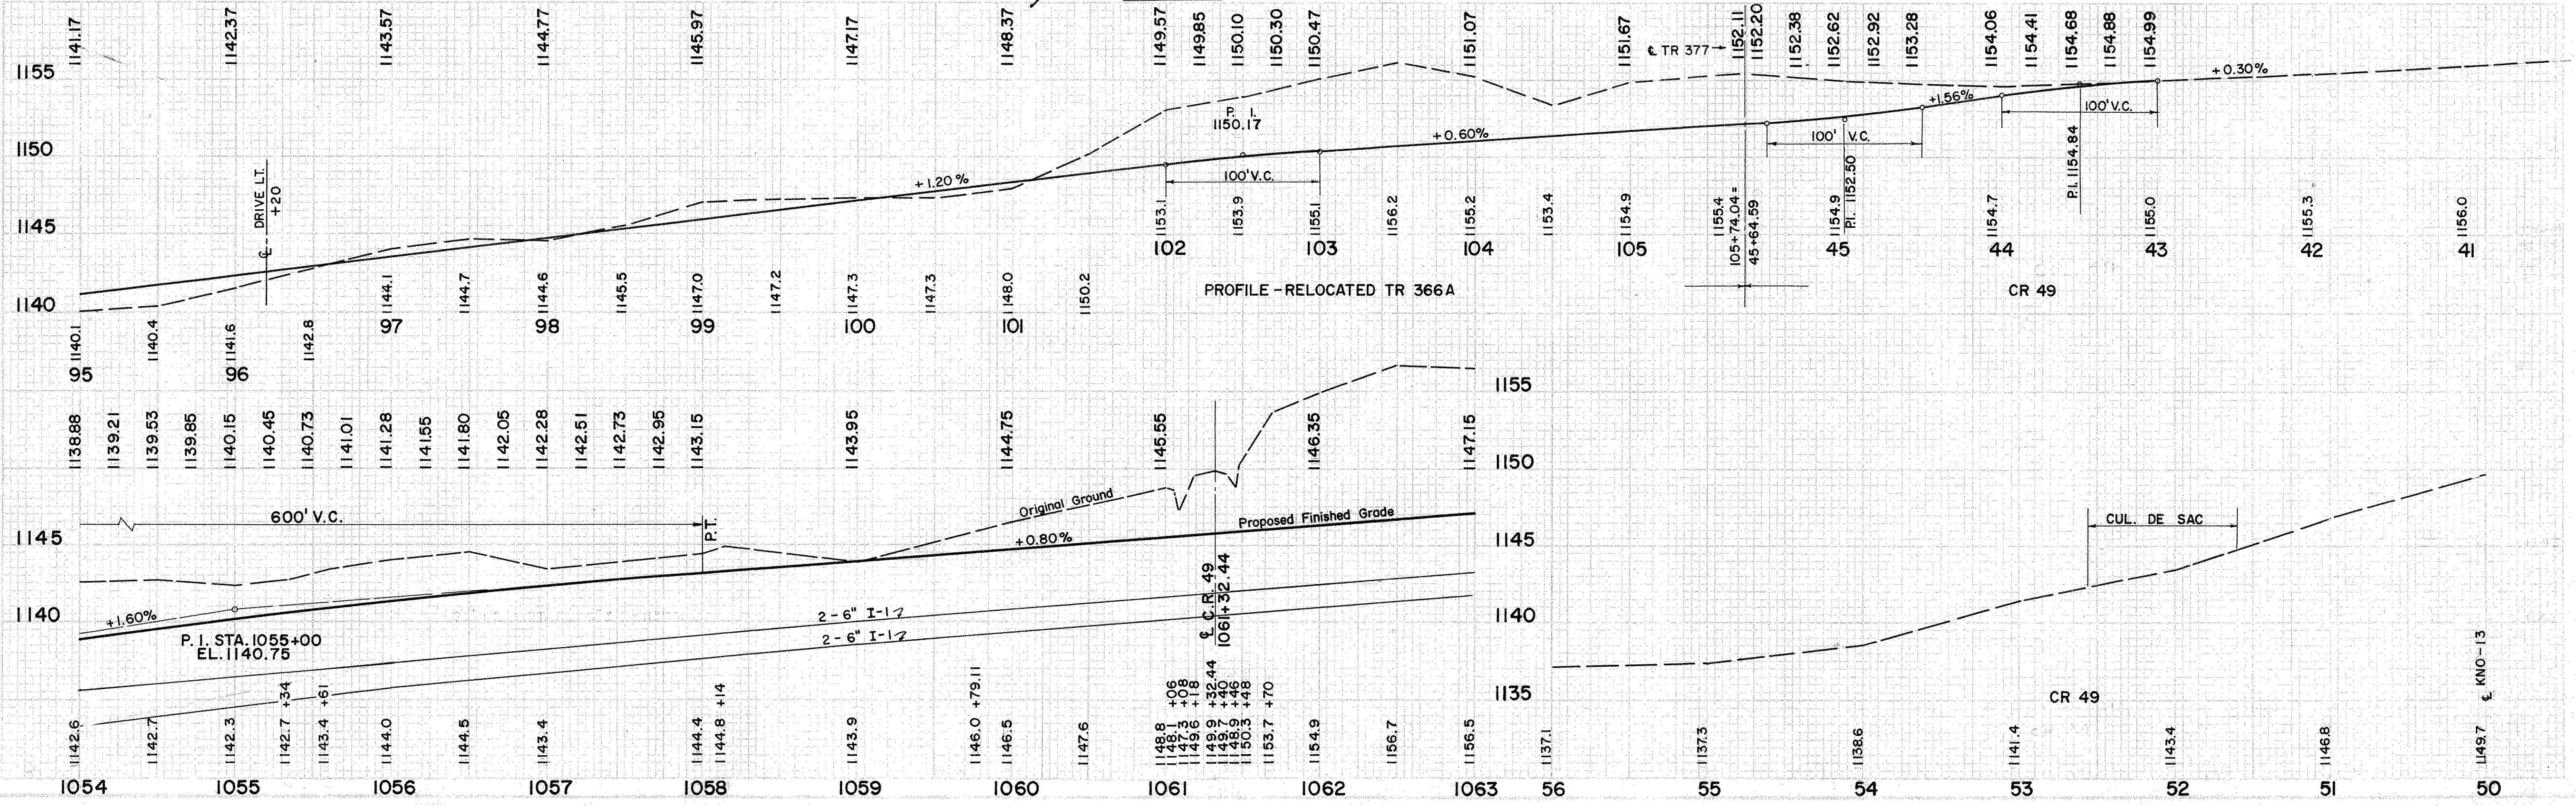 1141.17 1142.37 1143.57 1144.77 1145.97 1147.17 1148.37 1149.57 1149.85 1150.10 1150.30 1150.47 1151.07 1151.67 1152.11 1152.20 1152.38 1152.62 1152.92 1153.28 1154.06 1154.41 1154.68 1154.88 1154.99
℄ TR 377
1155
+0.30%
+1.56%
100' V.C.
P. I.
1150.17
+0.60%
100' V.C.
P.I. 1154.84
1150
℄ DRIVE LT.
+20
+1.20%
100' V.C.
P.I. 1152.50
1153.1 1153.9 1155.1 1156.2 1155.2 1153.4 1154.9 1155.4 1154.9 1154.7 1155.0 1155.3 1156.0
105+74.04 =
45+64.59
1145
102 103 104 105 45 44 43 42 41
1144.1 1144.7 1144.6 1145.5 1147.0 1147.2 1147.3 1147.3 1148.0 1150.2
PROFILE-RELOCATED TR 366A
CR 49
1140
97 98 99 100 101
1140.1 1140.4 1141.6 1142.8
95 96
1155
1138.88 1139.21 1139.53 1139.85 1140.15 1140.45 1140.73 1141.01 1141.28 1141.55 1141.80 1142.05 1142.28 1142.51 1142.73 1142.95 1143.15 1143.95 1144.75 1145.55 1146.35 1147.15
1150
Original Ground
600' V.C.
P.T.
Proposed Finished Grade
CUL. DE SAC
1145
+0.80%
1145
℄ C.R. 49
1061+32.44
1140
+1.60%
2-6" I-1
1140
P. I. STA. 1055+00
EL. 1140.75
2-6" I-1
℄ KNO-13
1135
CR 49
1142.6 1142.7 1142.3 1142.7 +34 1143.4 +61 1144.0 1144.5 1143.4 1144.4 1144.8 +14 1143.9 1146.0 +79.11 1146.5 1147.6 1148.8 1148.1 +06 1147.3 +08 1149.6 +18 1149.9 +32.44 1149.7 +40 1148.9 +46 1150.3 +48 1153.7 +70 1154.9 1156.7 1156.5 1137.1 1137.3 1138.6 1141.4 1143.4 1146.8 1149.7
1054 1055 1056 1057 1058 1059 1060 1061 1062 1063 56 55 54 53 52 51 50